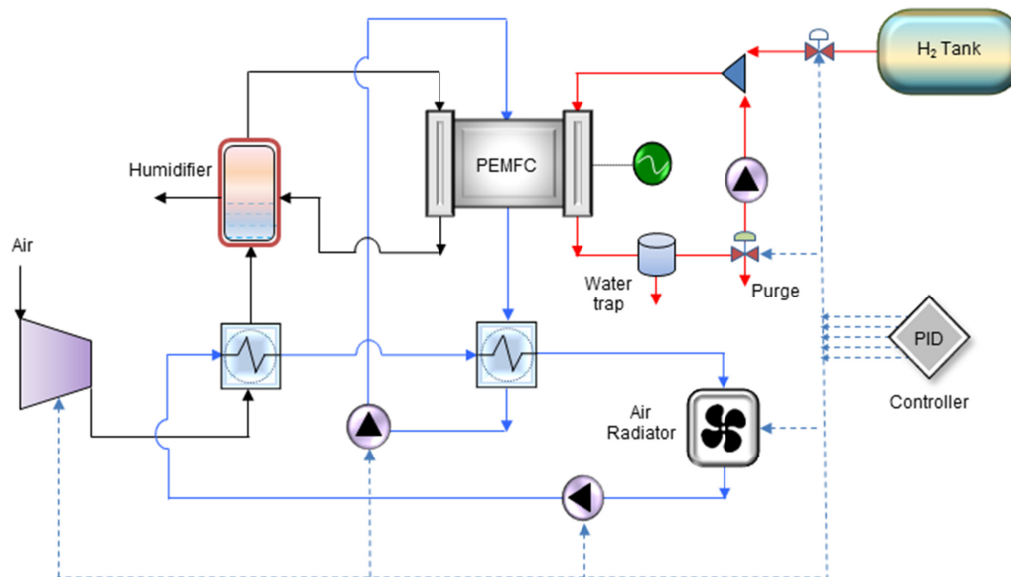 H₂ Tank
Humidifier
PEMFC
Air
Water
trap
Purge
PID
Controller
Air
Radiator